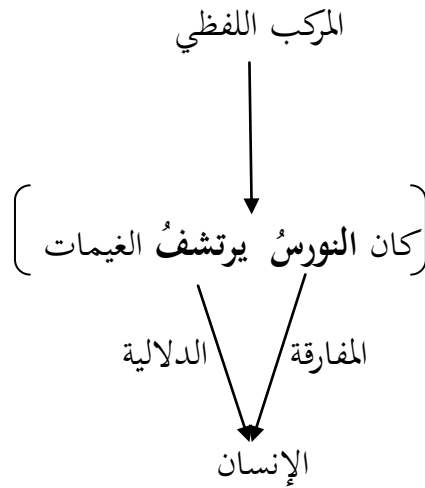 المركب اللفظي
[كان النورسُ يرتشفُ الغيمات]
المفارقة الدلالية
الإنسان